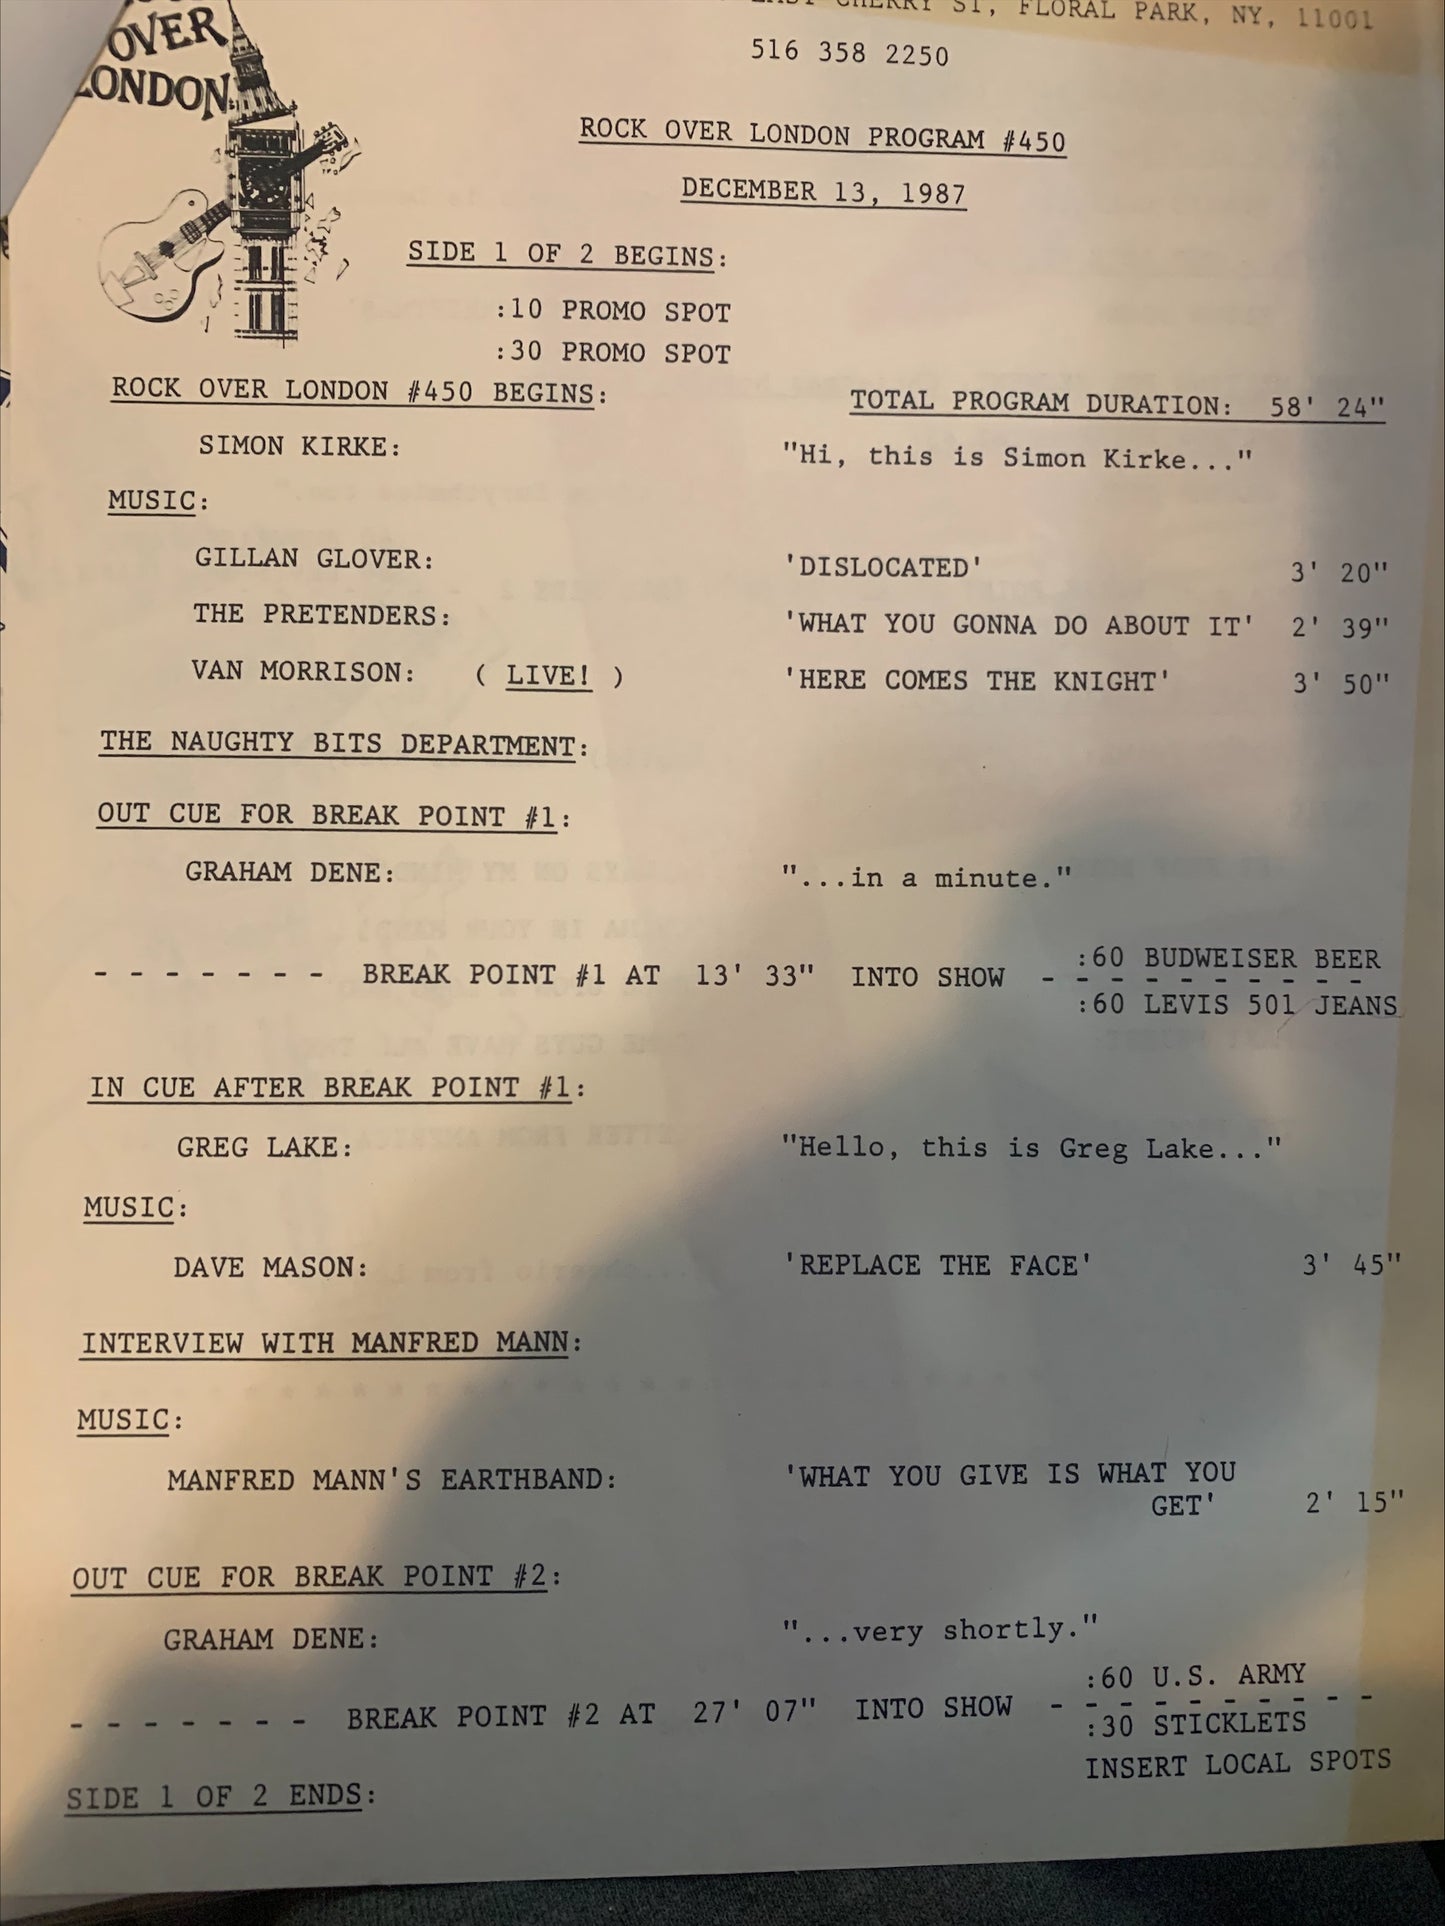 OVER
LONDON
CHERRY ST, FLORAL PARK, NY, 11001
516 358 2250
ROCK OVER LONDON PROGRAM #450
DECEMBER 13, 1987
SIDE 1 OF 2 BEGINS:
:10 PROMO SPOT
:30 PROMO SPOT
ROCK OVER LONDON #450 BEGINS: TOTAL PROGRAM DURATION: 58' 24"
SIMON KIRKE: "Hi, this is Simon Kirke..."
MUSIC:
GILLAN GLOVER: 'DISLOCATED' 3' 20"
THE PRETENDERS: 'WHAT YOU GONNA DO ABOUT IT' 2' 39"
VAN MORRISON: ( LIVE! ) 'HERE COMES THE KNIGHT' 3' 50"
THE NAUGHTY BITS DEPARTMENT:
OUT CUE FOR BREAK POINT #1:
GRAHAM DENE: "...in a minute."
:60 BUDWEISER BEER
- - - - - - - BREAK POINT #1 AT 13' 33" INTO SHOW - - - - - - - - - -
:60 LEVIS 501 JEANS
IN CUE AFTER BREAK POINT #1:
GREG LAKE: "Hello, this is Greg Lake..."
MUSIC:
DAVE MASON: 'REPLACE THE FACE' 3' 45"
INTERVIEW WITH MANFRED MANN:
MUSIC:
MANFRED MANN'S EARTHBAND: 'WHAT YOU GIVE IS WHAT YOU
GET' 2' 15"
OUT CUE FOR BREAK POINT #2:
GRAHAM DENE: "...very shortly."
:60 U.S. ARMY
- - - - - - - BREAK POINT #2 AT 27' 07" INTO SHOW - - - - - - - - - -
:30 STICKLETS
INSERT LOCAL SPOTS
SIDE 1 OF 2 ENDS: